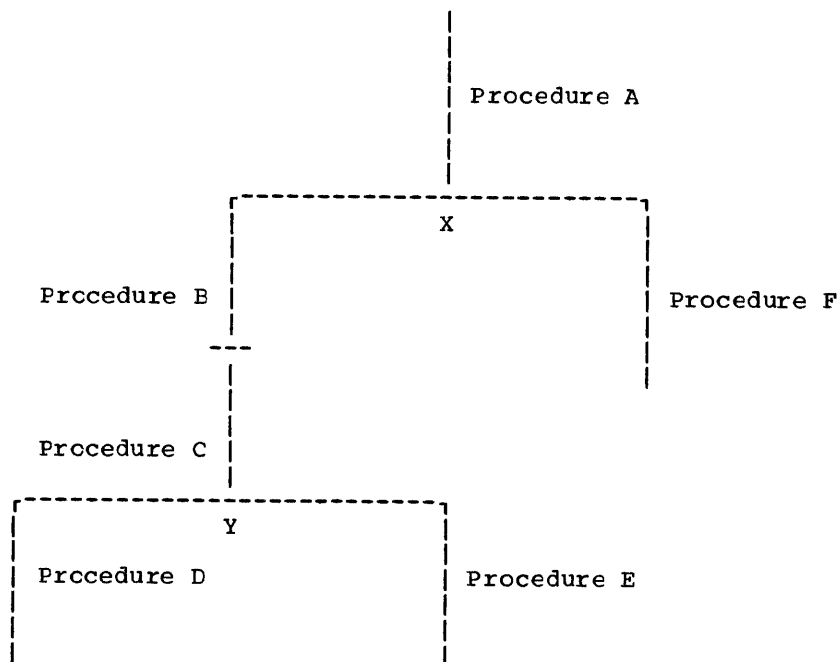 Procedure A
X
Prccedure B
Procedure F
Prccedure C
Y
Prccedure D
Procedure E